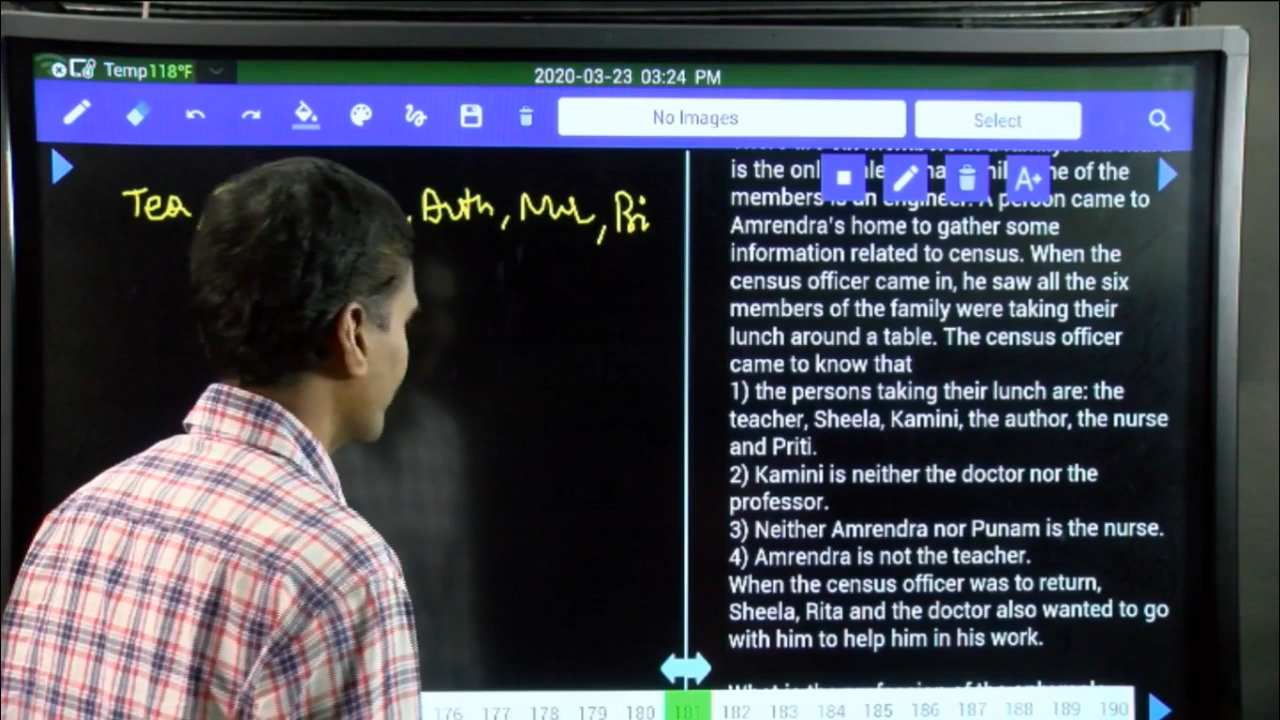 Temp118°F
2020-03-23 03:24 PM
No Images
Select
A+
is the onl
members is an engineer. A person came to
Amrendra's home to gather some
information related to census. When the
census officer came in, he saw all the six
members of the family were taking their
lunch around a table. The census officer
came to know that
1) the persons taking their lunch are: the
teacher, Sheela, Kamini, the author, the nurse
and Priti.
2) Kamini is neither the doctor nor the
professor.
3) Neither Amrendra nor Punam is the nurse.
4) Amrendra is not the teacher.
When the census officer was to return,
Sheela, Rita and the doctor also wanted to go
with him to help him in his work.
Tea
, Auth, Nur, Pri
176 177 178 179 180 181 182 183 184 185 186 187 188 189 190